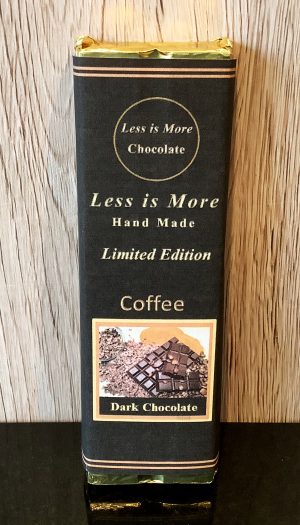 Less is More
Chocolate
Less is More
Hand Made
Limited Edition
Coffee
Dark Chocolate